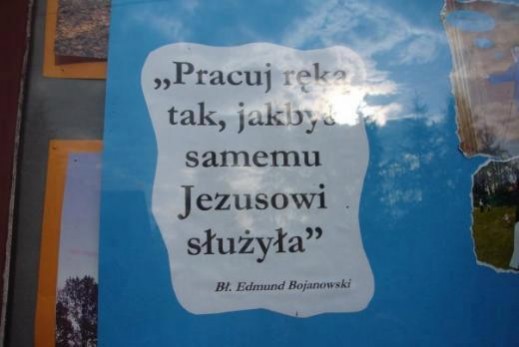 „Pracuj ręką
tak, jakbyś
samemu
Jezusowi
służyła”
Bł. Edmund Bojanowski